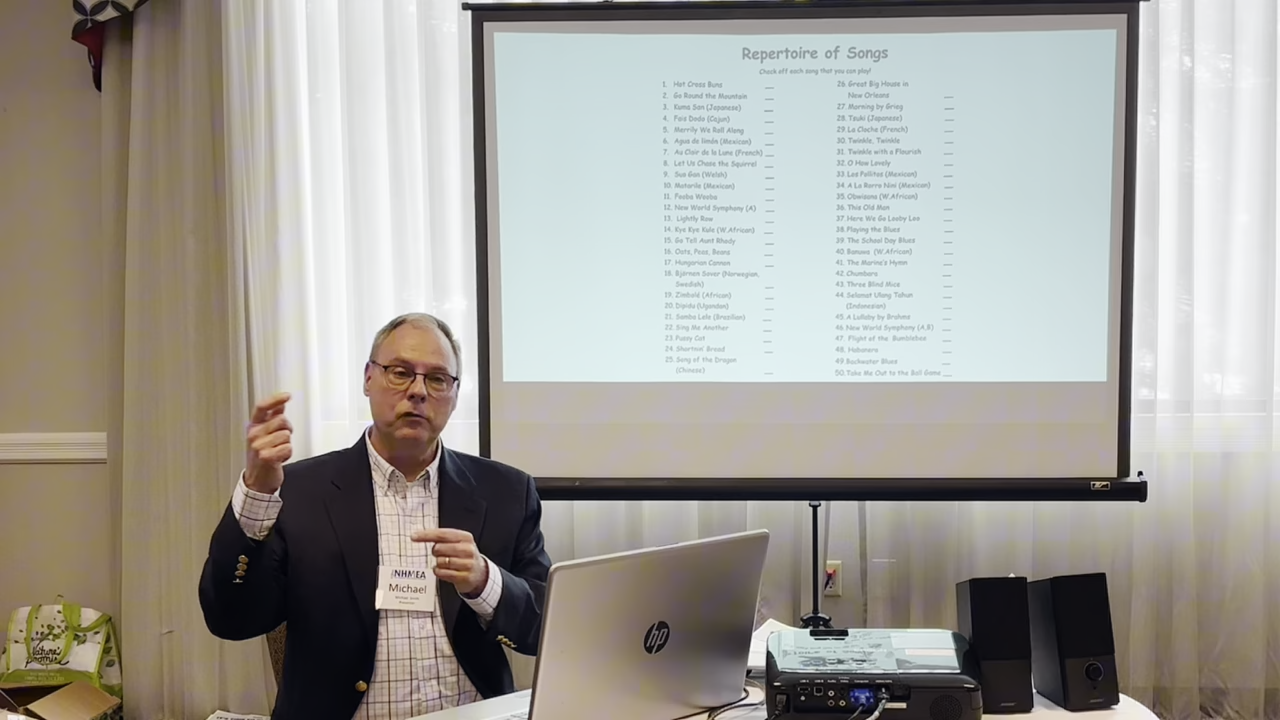 Repertoire of Songs
Check off each song that you can play!
1. Hot Cross Buns
2. Go Round the Mountain
3. Kuma San (Japanese)
4. Fais Dodo (Cajun)
5. Merrily We Roll Along
6. Agua de limón (Mexican)
7. Au Clair de la Lune (French)
8. Let Us Chase the Squirrel
9. Suo Gan (Welsh)
10. Matarile (Mexican)
11. Feeba Weeba
12. New World Symphony (A)
13. Lightly Row
14. Kye Kye Kule (W.African)
15. Go Tell Aunt Rhody
16. Oats, Peas, Beans
17. Hungarian Cannon
18. Bjørnen Sover (Norwegian,
Swedish)
19. Zimbolé (African)
20. Dipidu (Ugandan)
21. Samba Lele (Brazilian)
22. Sing Me Another
23. Pussy Cat
24. Shortnin' Bread
25. Song of the Dragon
(Chinese)
26. Great Big House in
New Orleans
27. Morning by Grieg
28. Tzuki (Japanese)
29. La Cloche (French)
30. Twinkle, Twinkle
31. Twinkle with a Flourish
32. O How Lovely
33. Los Pollitos (Mexican)
34. A La Rorro Nini (Mexican)
35. Obwisana (W.African)
36. This Old Man
37. Here We Go Looby Loo
38. Playing the Blues
39. The School Day Blues
40. Banuwa (W.African)
41. The Marine's Hymn
42. Chumbara
43. Three Blind Mice
44. Selamat Ulang Tahun
(Indonesian)
45. A Lullaby by Brahms
46. New World Symphony (A,B)
47. Flight of the Bumblebee
48. Habanera
49. Buckwater Blues
50. Take Me Out to the Ball Game
NHMEA
Michael
hp
nature's
promise
BOSE